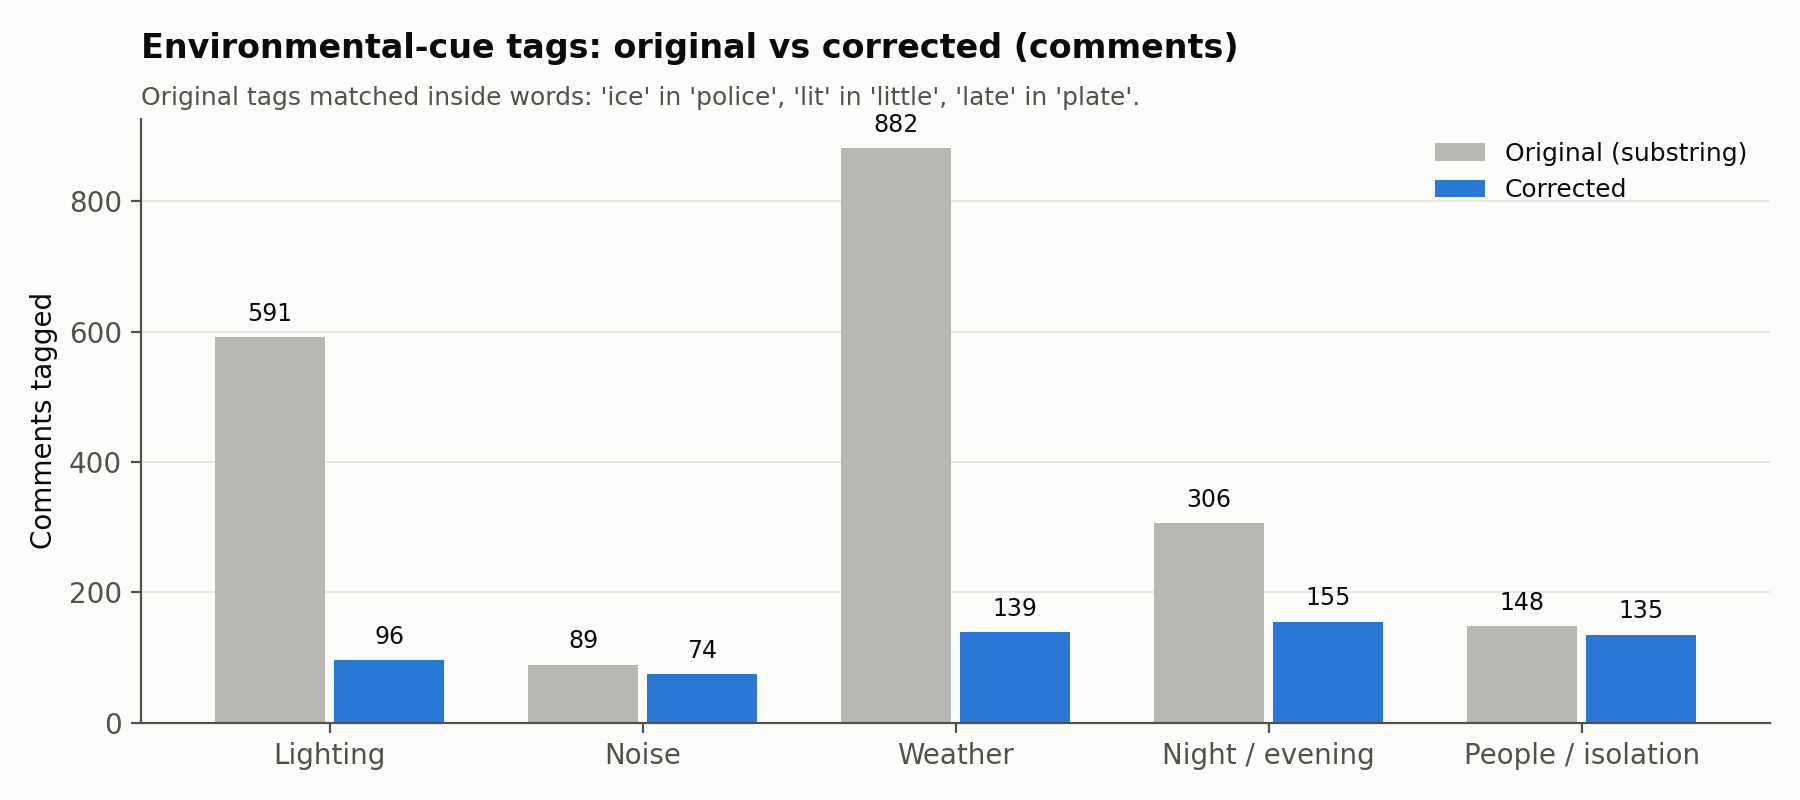 Environmental-cue tags: original vs corrected (comments)
Original tags matched inside words: 'ice' in 'police', 'lit' in 'little', 'late' in 'plate'.
882
Original (substring)
Corrected
800
591
600
Comments tagged
400
306
200
96
89
74
139
155
148
135
0
Lighting
Noise
Weather
Night / evening
People / isolation